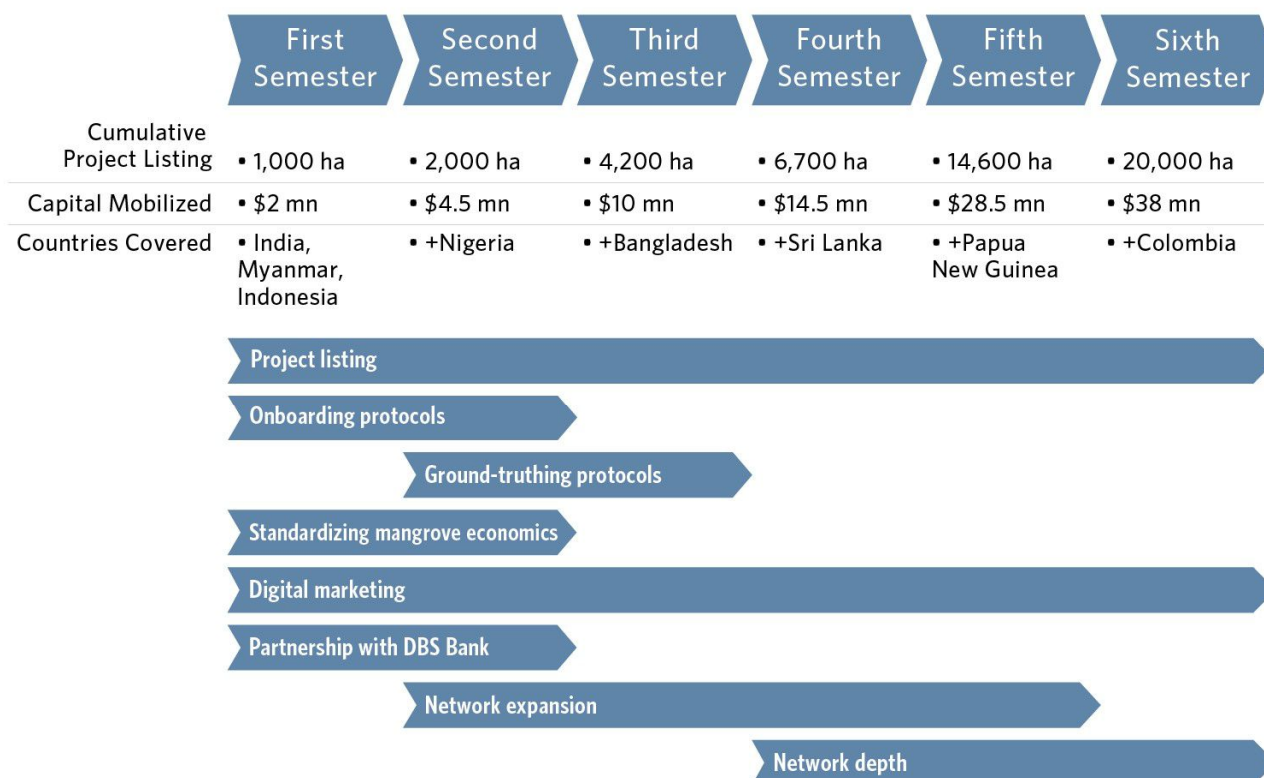 First Semester
Second Semester
Third Semester
Fourth Semester
Fifth Semester
Sixth Semester
Cumulative
Project Listing ▪ 1,000 ha ▪ 2,000 ha ▪ 4,200 ha ▪ 6,700 ha ▪ 14,600 ha ▪ 20,000 ha
Capital Mobilized ▪ $2 mn ▪ $4.5 mn ▪ $10 mn ▪ $14.5 mn ▪ $28.5 mn ▪ $38 mn
Countries Covered ▪ India, Myanmar, Indonesia ▪ +Nigeria ▪ +Bangladesh ▪ +Sri Lanka ▪ +Papua New Guinea ▪ +Colombia
Project listing
Onboarding protocols
Ground-truthing protocols
Standardizing mangrove economics
Digital marketing
Partnership with DBS Bank
Network expansion
Network depth